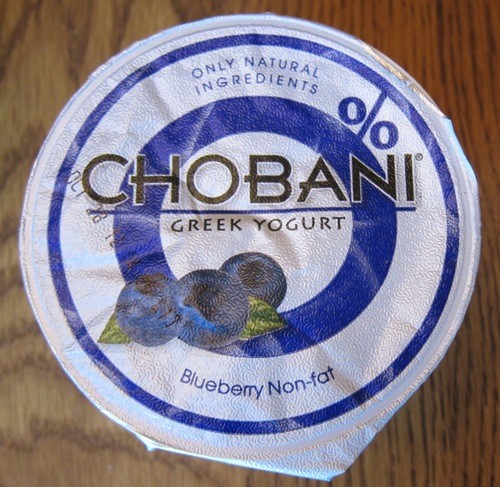 ONLY NATURAL
INGREDIENTS
0%
CHOBANI®
GREEK YOGURT
Blueberry Non-fat